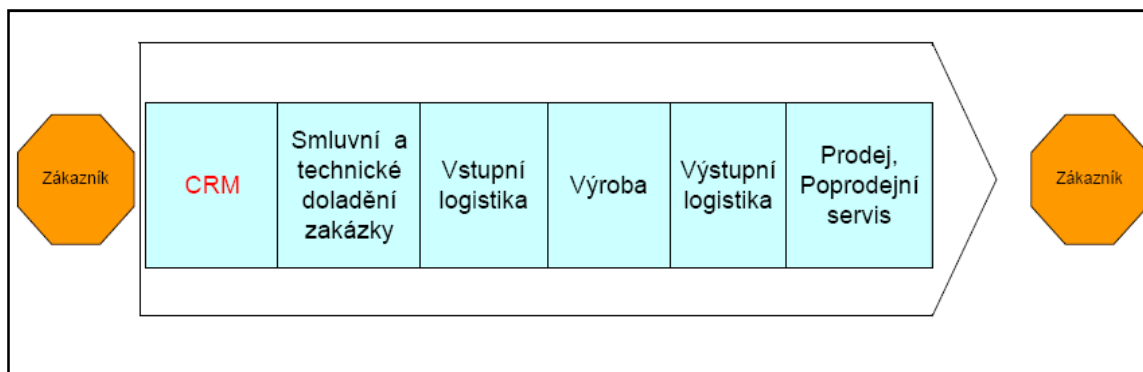 Zákazník
CRM
Smluvní a
technické
doladění
zakázky
Vstupní
logistika
Výroba
Výstupní
logistika
Prodej,
Poprodejní
servis
Zákazník